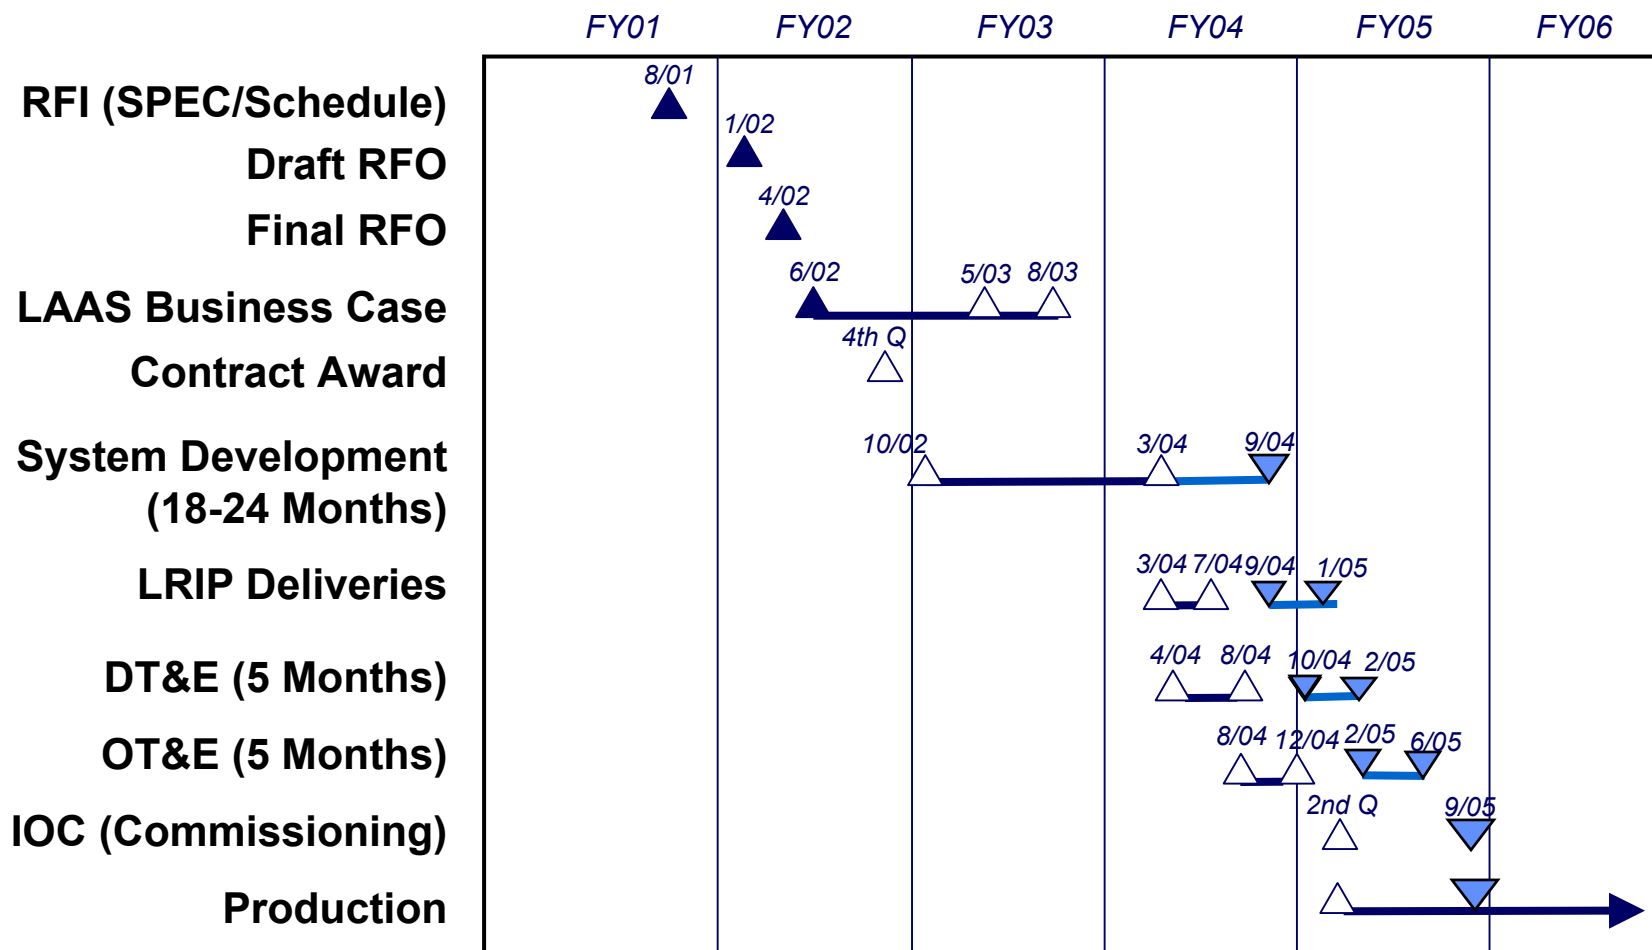 FY01 FY02 FY03 FY04 FY05 FY06
RFI (SPEC/Schedule) 8/01
Draft RFO 1/02
Final RFO 4/02
LAAS Business Case 6/02 5/03 8/03
Contract Award 4th Q
System Development 10/02 3/04 9/04
(18-24 Months)
LRIP Deliveries 3/04 7/04 9/04 1/05
DT&E (5 Months) 4/04 8/04 10/04 2/05
OT&E (5 Months) 8/04 12/04 2/05 6/05
IOC (Commissioning) 2nd Q 9/05
Production